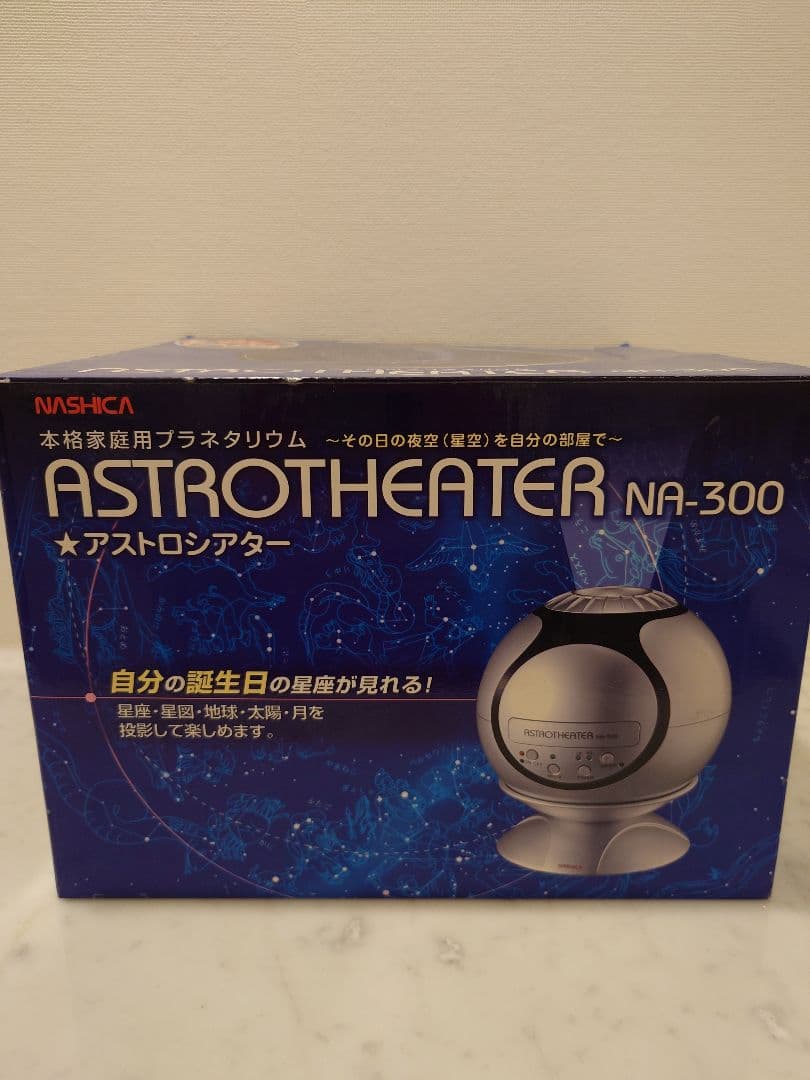 NASHICA
本格家庭用プラネタリウム ～その日の夜空(星空)を自分の部屋で～
ASTROTHEATER NA-300
★アストロシアター
自分の誕生日の星座が見れる!
星座・星図・地球・太陽・月を
投影して楽しめます。
ASTROTHEATER NA-300
NASHICA